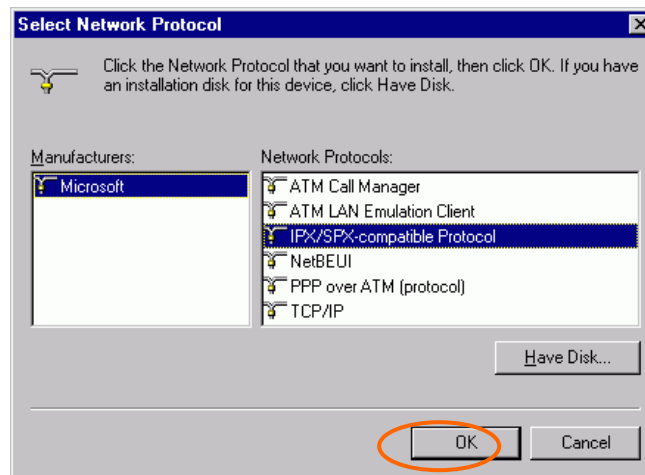 Select Network Protocol
Click the Network Protocol that you want to install, then click OK. If you have
an installation disk for this device, click Have Disk.
Manufacturers:
Microsoft
Network Protocols:
ATM Call Manager
ATM LAN Emulation Client
IPX/SPX-compatible Protocol
NetBEUI
PPP over ATM (protocol)
TCP/IP
Have Disk...
OK
Cancel